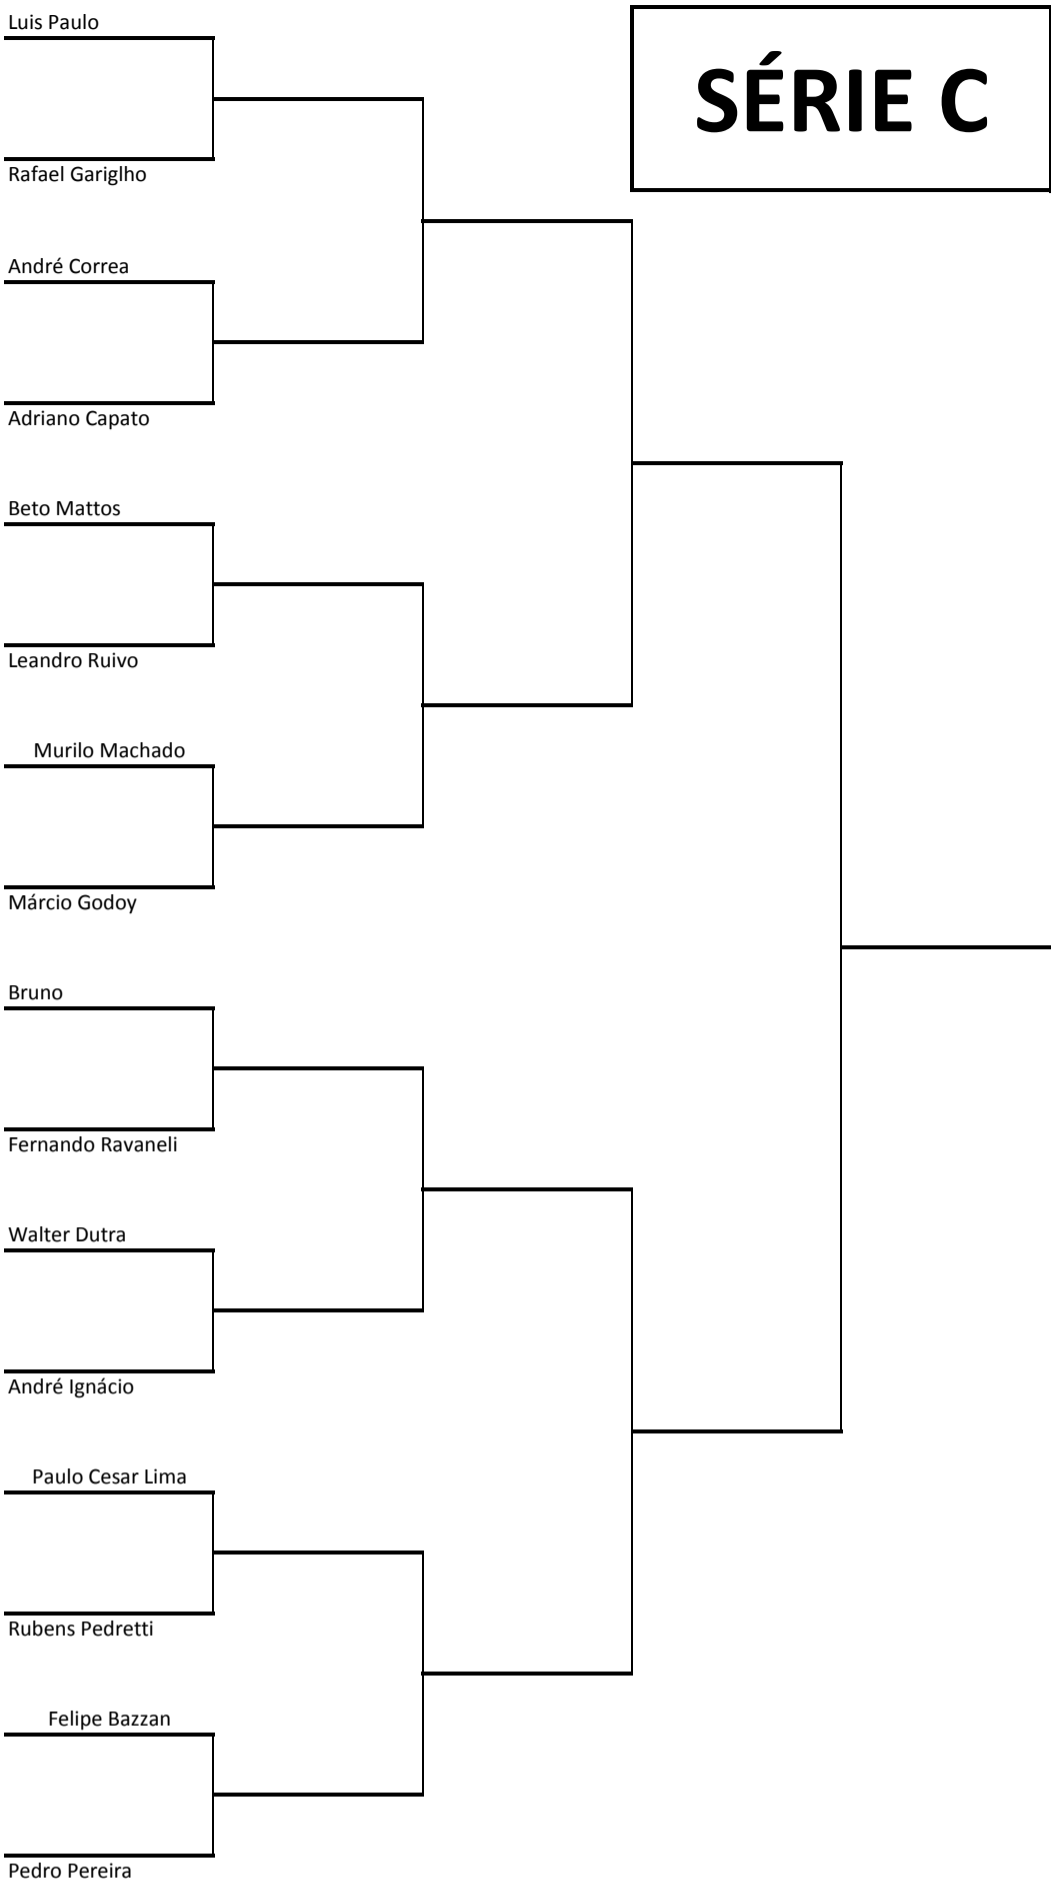 Luis Paulo
SÉRIE C
Rafael Gariglho
André Correa
Adriano Capato
Beto Mattos
Leandro Ruivo
Murilo Machado
Márcio Godoy
Bruno
Fernando Ravaneli
Walter Dutra
André Ignácio
Paulo Cesar Lima
Rubens Pedretti
Felipe Bazzan
Pedro Pereira